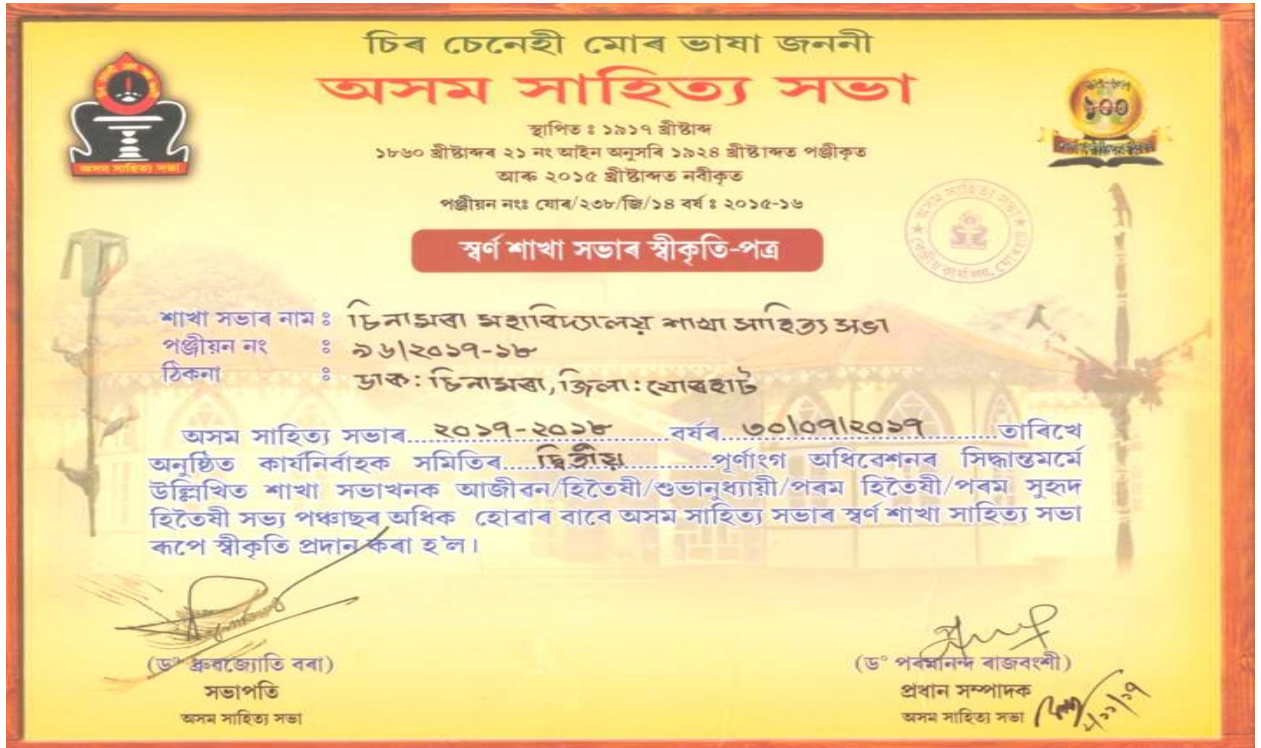 চিৰ চেনেহী মোৰ ভাষা জননী
অসম সাহিত্য সভা
স্থাপিত ঃ ১৯১৭ খ্রীষ্টাব্দ
১৮৬০ খ্রীষ্টাব্দৰ ২১ নং আইন অনুসৰি ১৯২৪ খ্রীষ্টাব্দত পঞ্জীকৃত
আৰু ২০১৫ খ্রীষ্টাব্দত নবীকৃত
পঞ্জীয়ন নংঃ যোৰ/২৩৮/জি/১৪ বৰ্ষ ঃ ২০১৫-১৬
অসম সাহিত্য সভা
১০০
স্বৰ্ণ শাখা সভাৰ স্বীকৃতি-পত্ৰ
শাখা সভাৰ নাম ঃ চিনামৰা মহাবিদ্যালয় শাখা সাহিত্য সভা
পঞ্জীয়ন নং ঃ ৯৬/২০১৭-১৮
ঠিকনা ঃ ডাক: চিনামৰা, জিলা: যোৰহাট
অসম সাহিত্য সভাৰ....২০১৭-২০১৮....বৰ্ষৰ..৩০/০৭/২০১৭....তাৰিখে
অনুষ্ঠিত কাৰ্যনিৰ্বাহক সমিতিৰ....দ্বিতীয়....পূৰ্ণাংগ অধিবেশনৰ সিদ্ধান্তমৰ্মে
উল্লিখিত শাখা সভাখনক আজীৱন/হিতৈষী/শুভানুধ্যায়ী/পৰম হিতৈষী/পৰম সুহৃদ
হিতৈষী সভ্য পঞ্চাছৰ অধিক হোৱাৰ বাবে অসম সাহিত্য সভাৰ স্বৰ্ণ শাখা সাহিত্য সভা
ৰূপে স্বীকৃতি প্ৰদান কৰা হ'ল।
(ড° ধ্ৰুৱজ্যোতি বৰা)
সভাপতি
অসম সাহিত্য সভা
(ড° পৰমানন্দ ৰাজবংশী)
প্ৰধান সম্পাদক
অসম সাহিত্য সভা